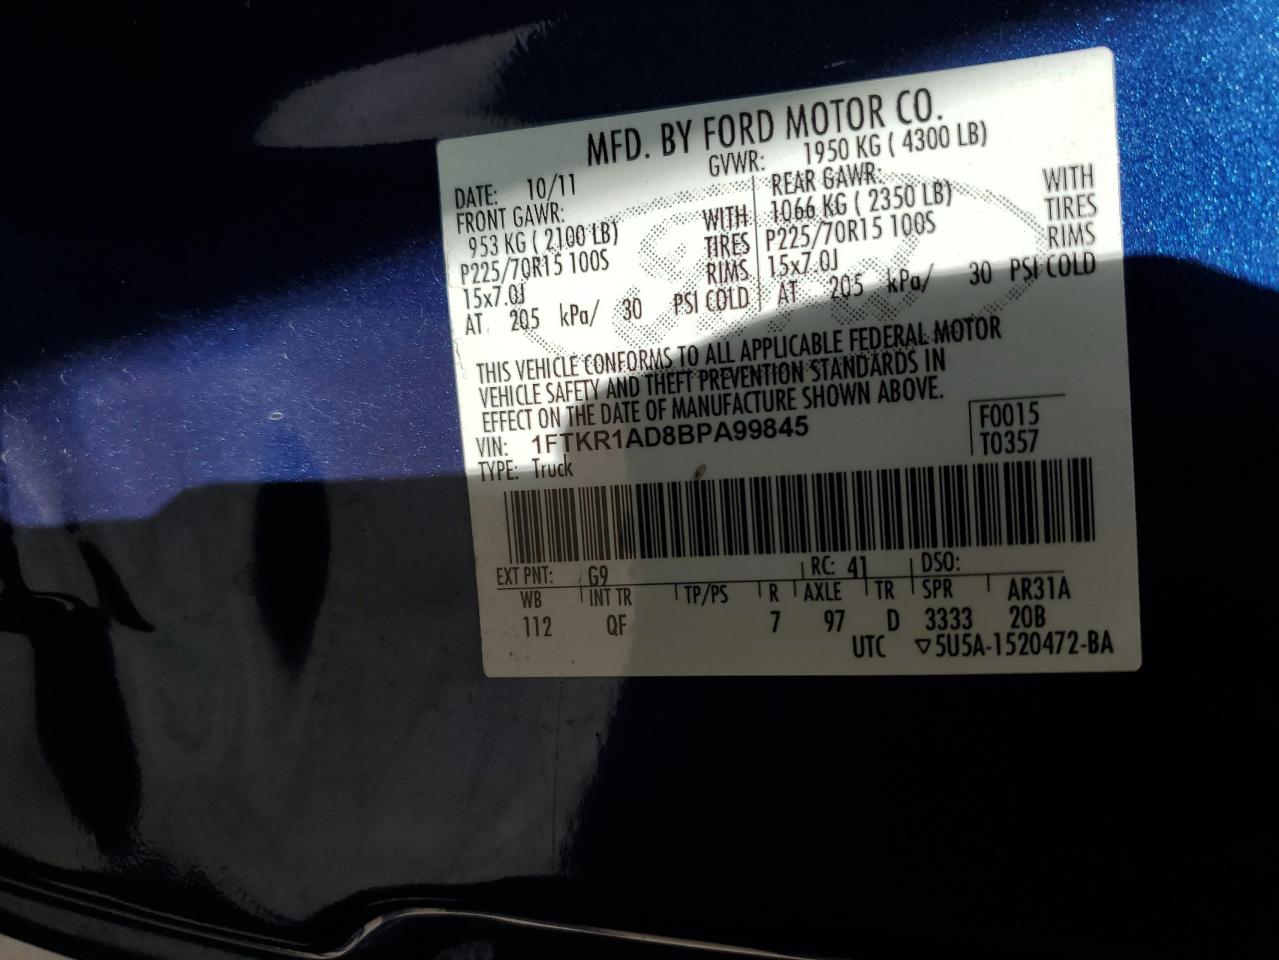 MFD. BY FORD MOTOR CO.
DATE: 10/11 GVWR: 1950 KG ( 4300 LB)
FRONT GAWR: REAR GAWR:
953 KG ( 2100 LB) WITH 1066 KG ( 2350 LB) WITH
P225/70R15 100S TIRES P225/70R15 100S TIRES
15x7.0J RIMS 15x7.0J RIMS
AT 205 kPa/ 30 PSI COLD AT 205 kPa/ 30 PSI COLD
THIS VEHICLE CONFORMS TO ALL APPLICABLE FEDERAL MOTOR
VEHICLE SAFETY AND THEFT PREVENTION STANDARDS IN
EFFECT ON THE DATE OF MANUFACTURE SHOWN ABOVE.
VIN: 1FTKR1AD8BPA99845 F0015
TYPE: Truck T0357
EXT PNT: G9 RC: 41 DSO:
WB INT TR TP/PS R AXLE TR SPR AR31A
112 QF 7 97 D 3333 20B
UTC ▽5U5A-1520472-BA